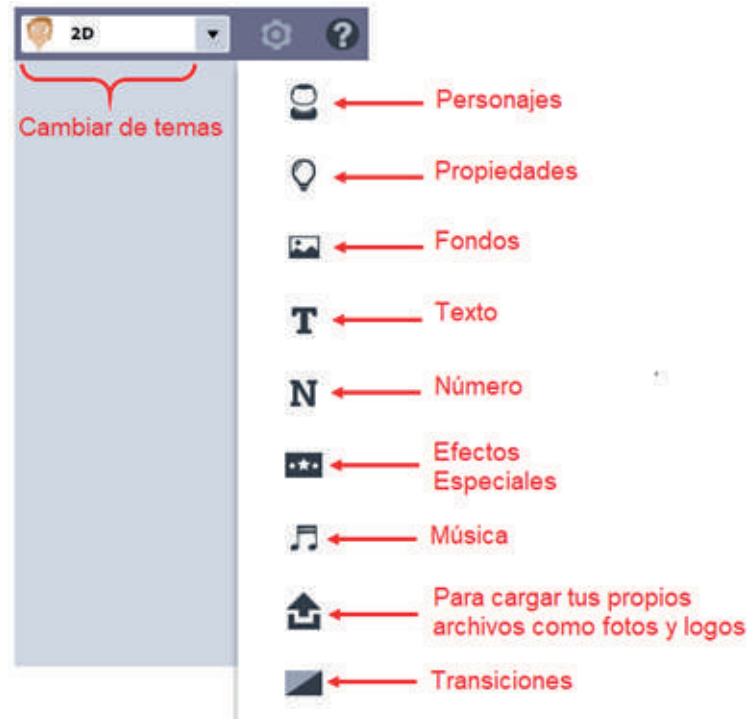 2D
?
Cambiar de temas
Personajes
Propiedades
Fondos
T
Texto
N
Número
Efectos
Especiales
Música
Para cargar tus propios
archivos como fotos y logos
Transiciones